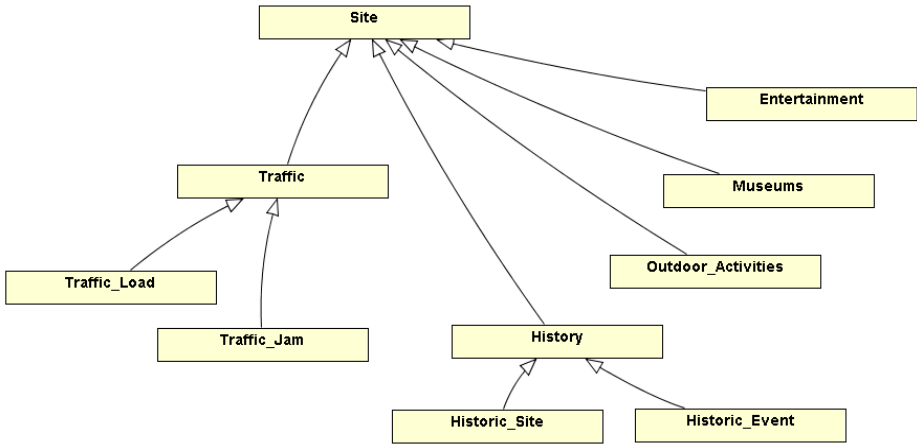 Site
Entertainment
Traffic
Museums
Outdoor_Activities
Traffic_Load
Traffic_Jam
History
Historic_Site
Historic_Event